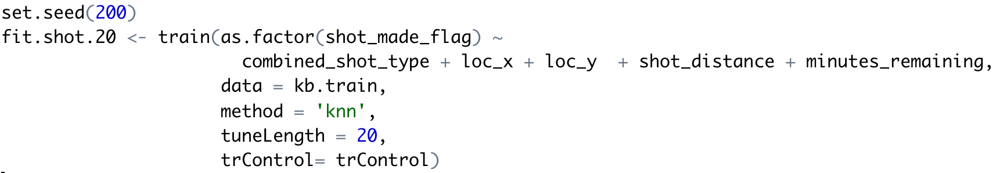 set.seed(200)
fit.shot.20 <- train(as.factor(shot_made_flag) ~
combined_shot_type + loc_x + loc_y  + shot_distance + minutes_remaining,
data = kb.train,
method = 'knn',
tuneLength = 20,
trControl= trControl)